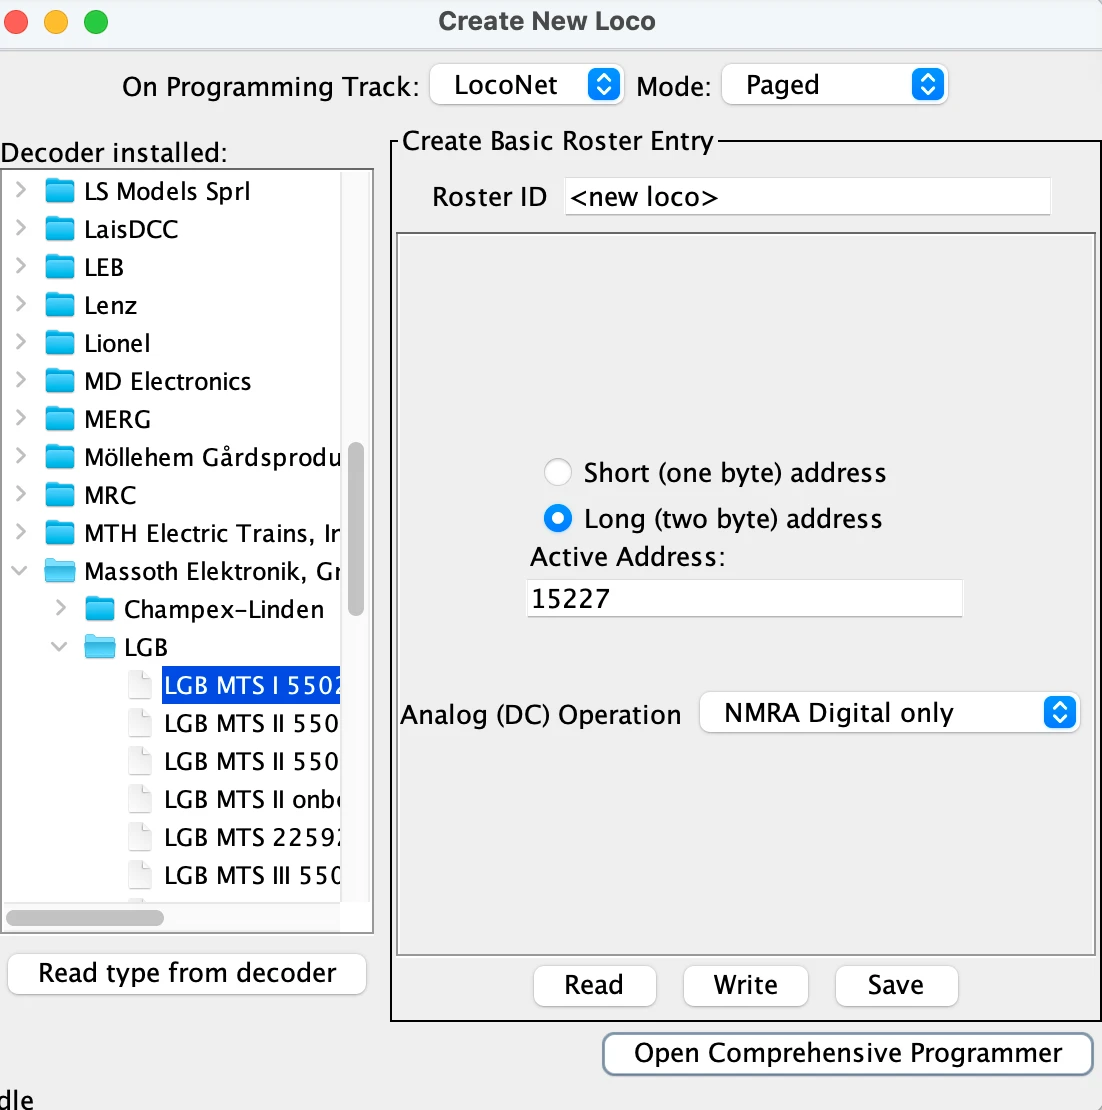 Create New Loco
On Programming Track: LocoNet Mode: Paged
Decoder installed:
LS Models Sprl
LaisDCC
LEB
Lenz
Lionel
MD Electronics
MERG
Möllehem Gårdsprodu
MRC
MTH Electric Trains, In
Massoth Elektronik, Gr
Champex-Linden
LGB
LGB MTS I 5502
LGB MTS II 550
LGB MTS II 550
LGB MTS II onbo
LGB MTS 22592
LGB MTS III 550
Read type from decoder
Create Basic Roster Entry
Roster ID <new loco>
Short (one byte) address
Long (two byte) address
Active Address:
15227
Analog (DC) Operation NMRA Digital only
Read Write Save
Open Comprehensive Programmer
dle